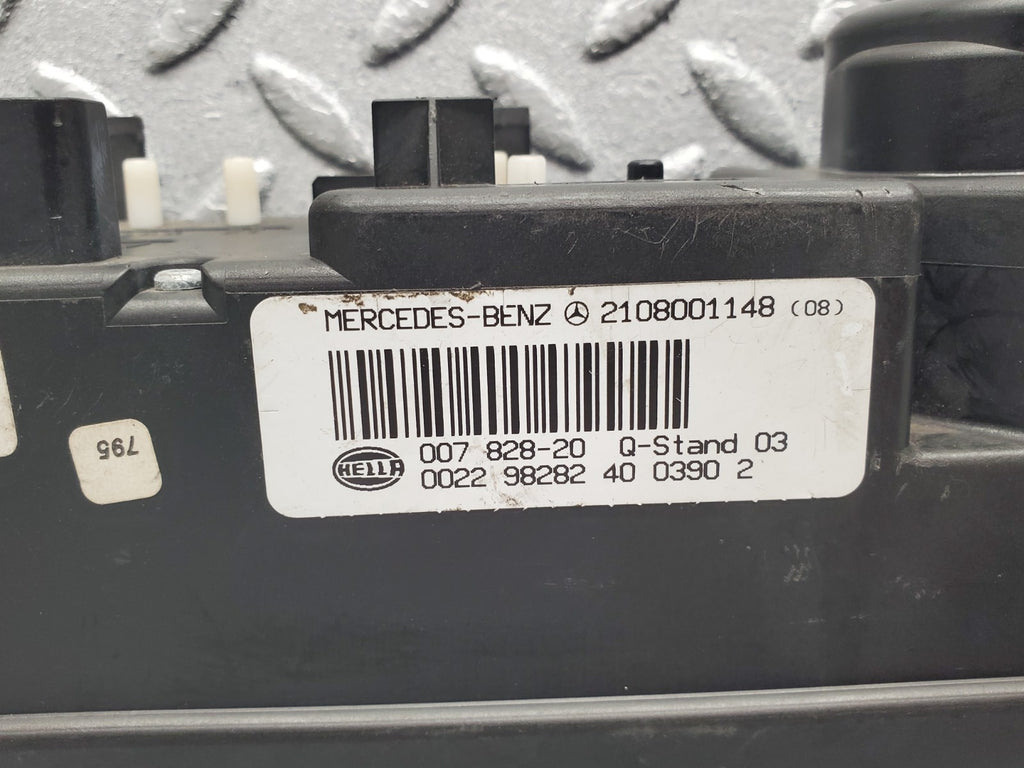 MERCEDES-BENZ 2108001148 (08)
007 828-20 Q-Stand 03
HELLA
0022 98282 40 0390 2
795